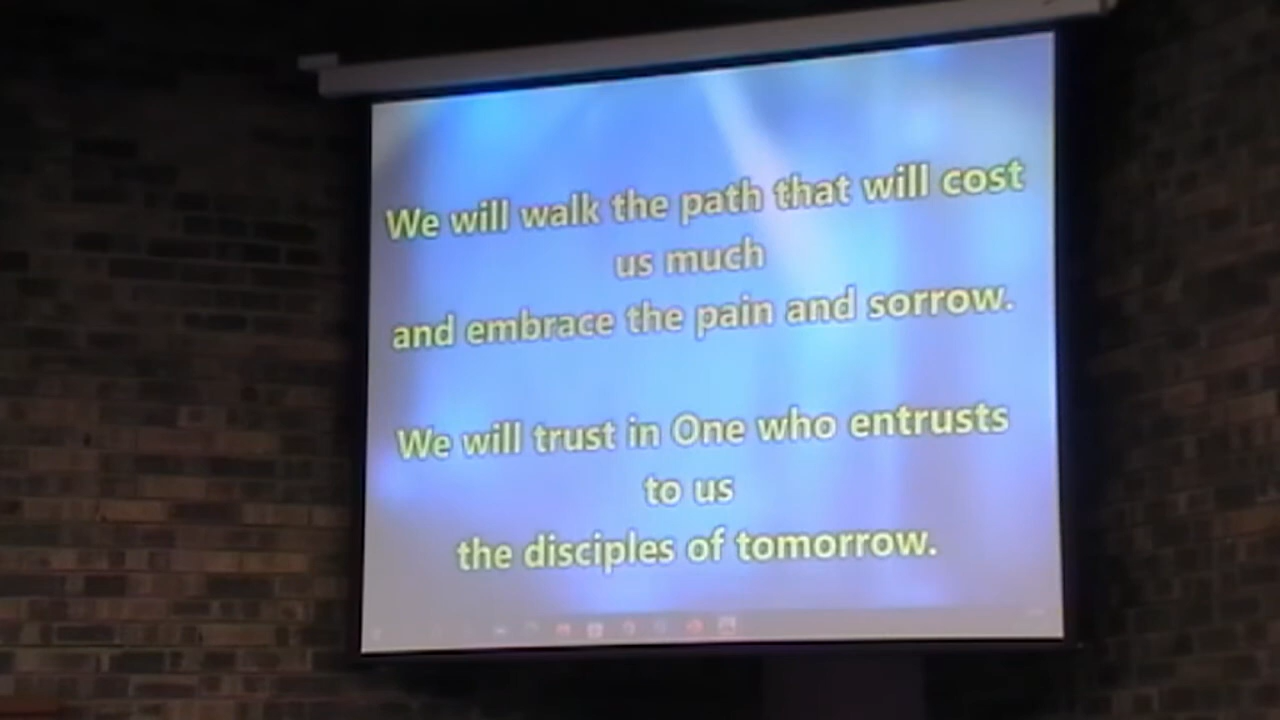 We will walk the path that will cost
us much
and embrace the pain and sorrow.
We will trust in One who entrusts
to us
the disciples of tomorrow.